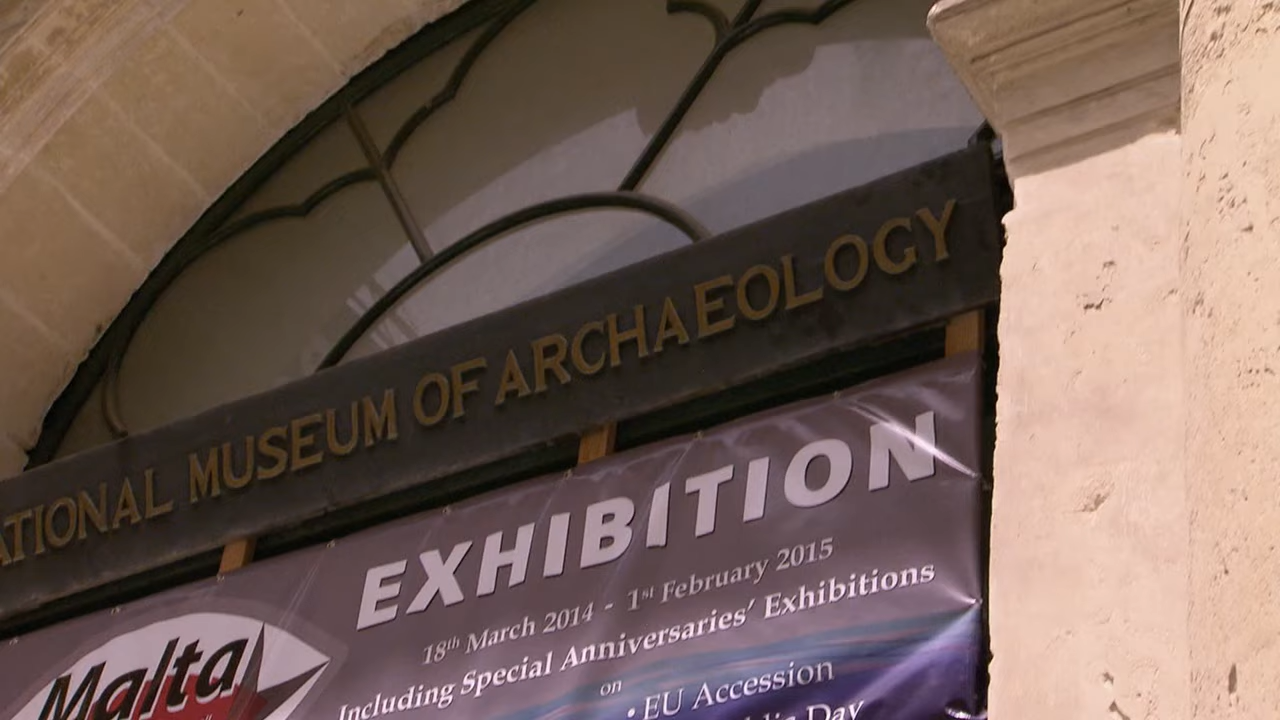 ATIONAL MUSEUM OF ARCHAEOLOGY
EXHIBITION
18th March 2014 - 1st February 2015
Including Special Anniversaries' Exhibitions
on
• EU Accession
Day
Malta